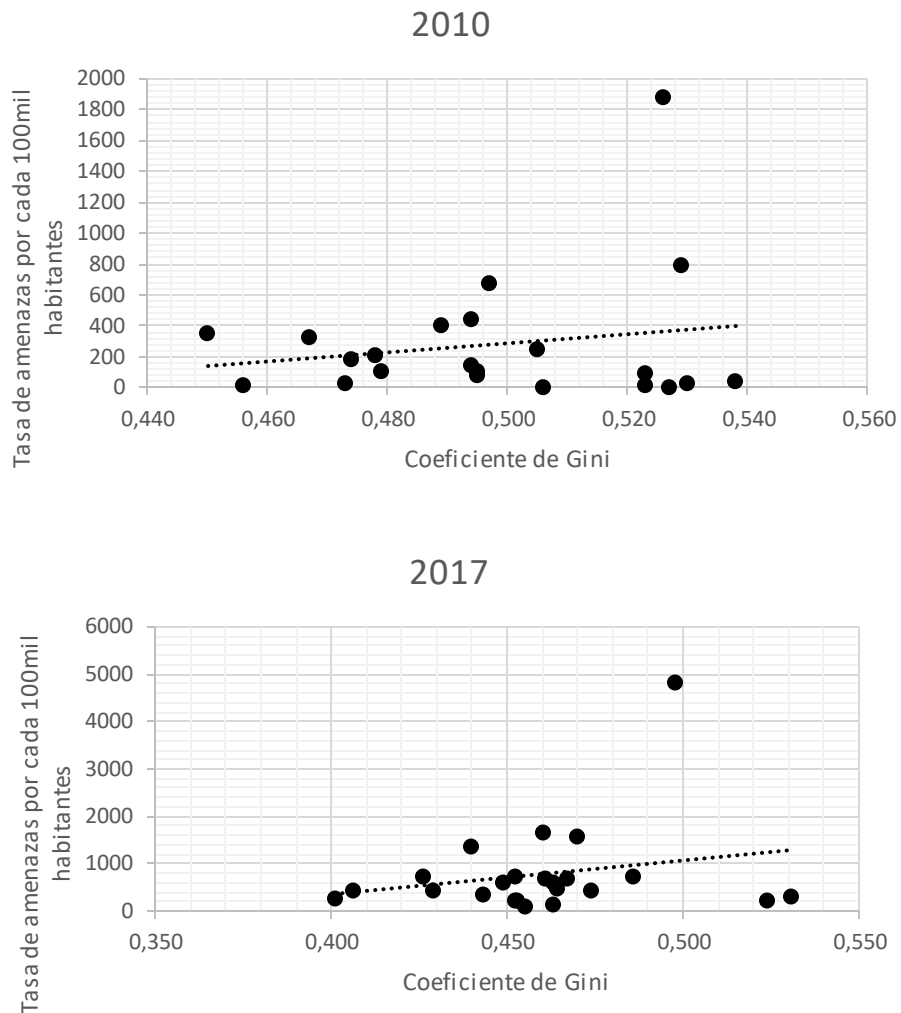 2010
Tasa de amenazas por cada 100mil
habitantes
2000
1800
1600
1400
1200
1000
800
600
400
200
0
0,440 0,460 0,480 0,500 0,520 0,540 0,560
Coeficiente de Gini
2017
Tasa de amenazas por cada 100mil
habitantes
6000
5000
4000
3000
2000
1000
0
0,350 0,400 0,450 0,500 0,550
Coeficiente de Gini